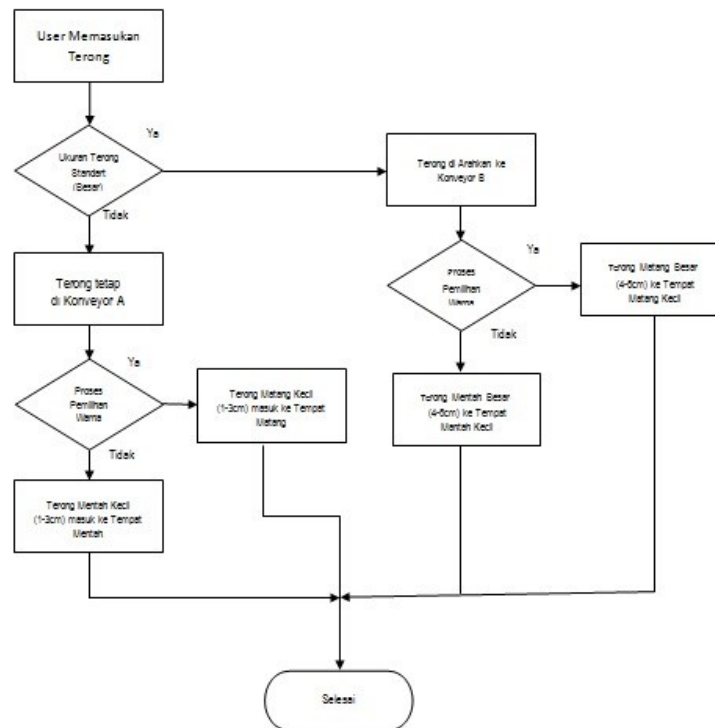 User Memasukan
Terong
Ya
Ukuran Terong
Standart
(Besar)
Tidak
Terong di Arahkan ke
Konveyor B
Terong tetap
di Konveyor A
Proses
Pemilihan
Warna
Ya
Tidak
Terong Matang Besar
(4-6cm) ke Tempat
Matang Kecil
Terong Mentah Besar
(4-6cm) ke Tempat
Mentah Kecil
Proses
Pemilihan
Warna
Ya
Tidak
Terong Matang Kecil
(1-3cm) masuk ke Tempat
Matang
Terong Mentah Kecil
(1-3cm) masuk ke Tempat
Mentah
Selesai